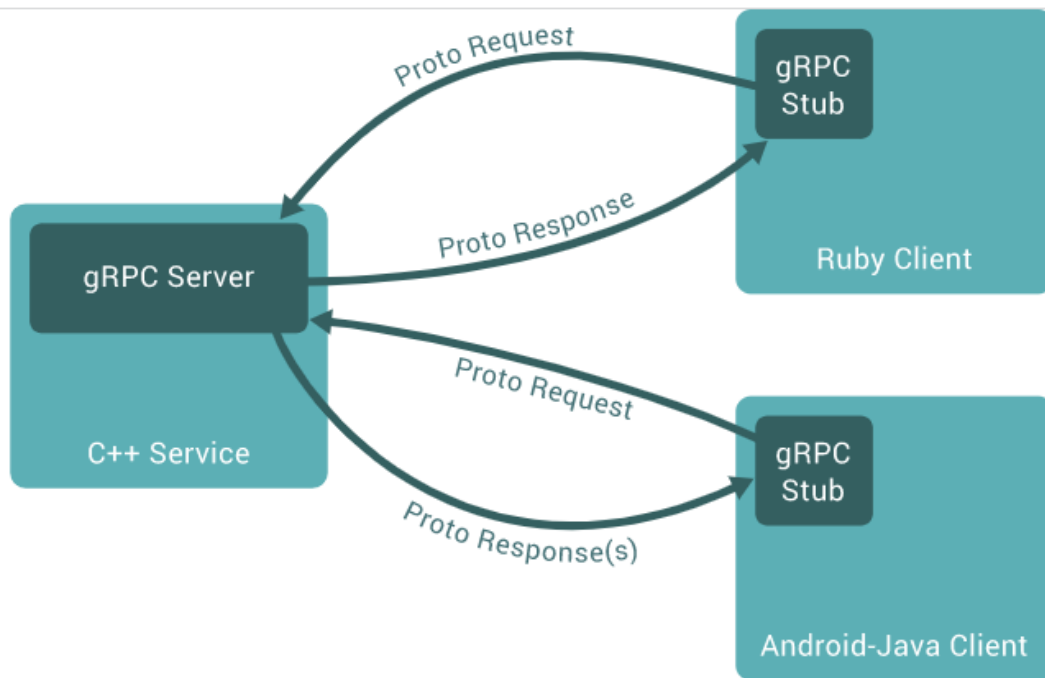 Proto Request
gRPC
Stub
Proto Response
Ruby Client
gRPC Server
C++ Service
Proto Request
gRPC
Stub
Proto Response(s)
Android-Java Client